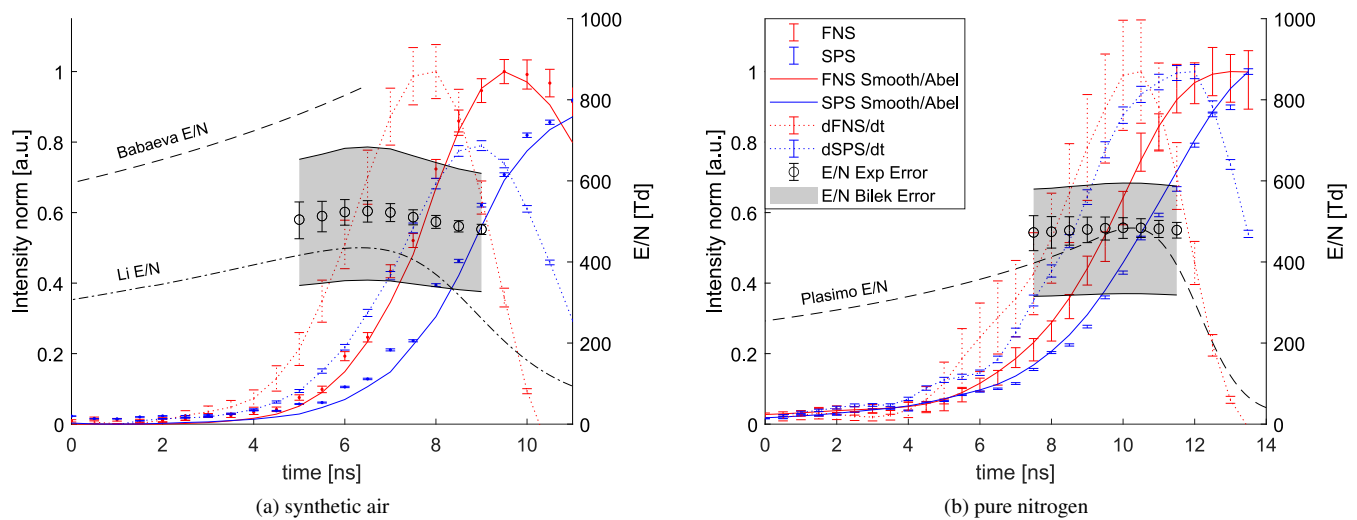 1000
800
600
400
200
0
E/N [Td]
1
0.8
0.6
0.4
0.2
0
Intensity norm [a.u.]
Babaeva E/N
Li E/N
0 2 4 6 8 10
time [ns]
(a) synthetic air
1000
800
600
400
200
0
E/N [Td]
1
0.8
0.6
0.4
0.2
0
Intensity norm [a.u.]
FNS
SPS
FNS Smooth/Abel
SPS Smooth/Abel
dFNS/dt
dSPS/dt
E/N Exp Error
E/N Bilek Error
Plasimo E/N
0 2 4 6 8 10 12 14
time [ns]
(b) pure nitrogen